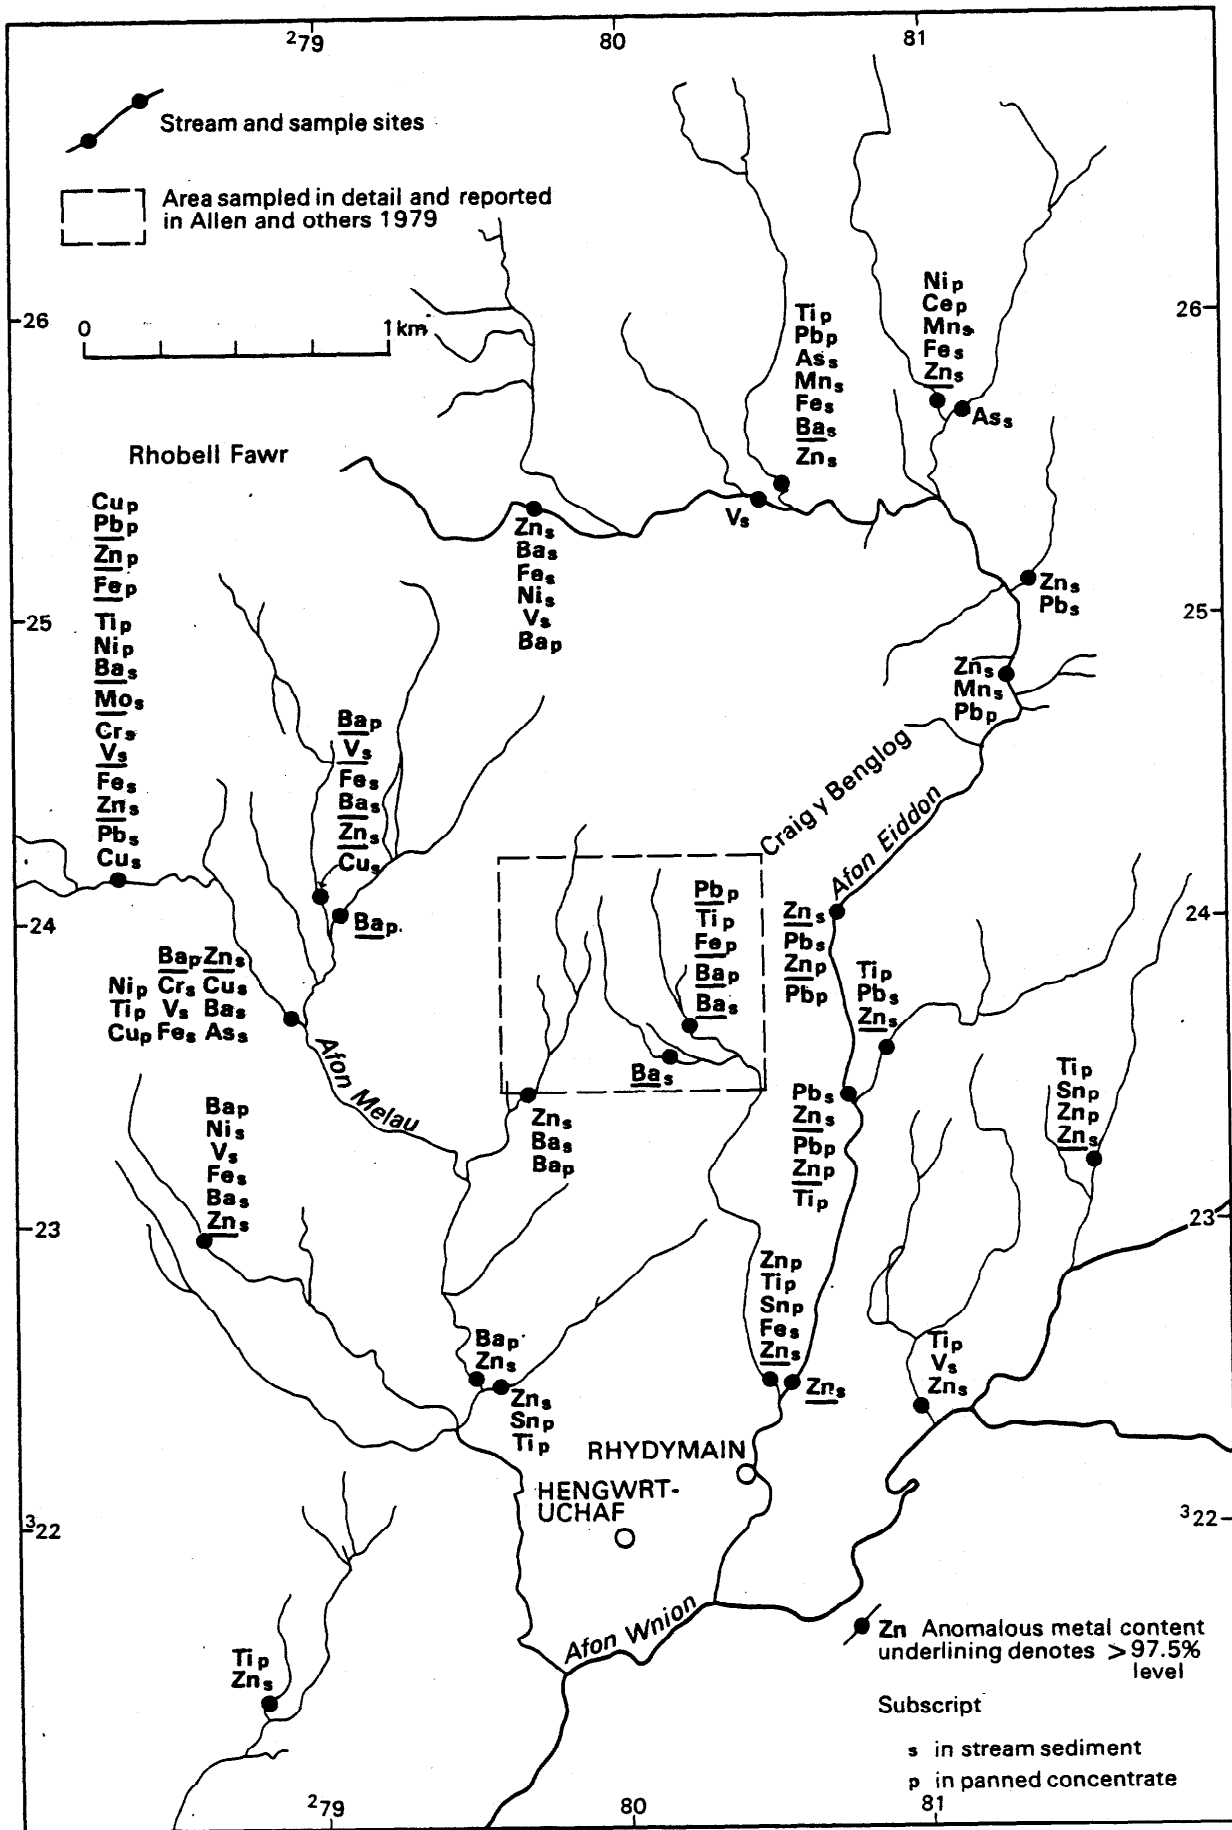 279
80
81
Stream and sample sites
Area sampled in detail and reported
in Allen and others 1979
0
1 km
26
26
Ti p
Pb p
As s
Mn s
Fe s
Ba s
Zn s
Ni p
Ce p
Mn s
Fe s
Zn s
As s
Rhobell Fawr
V s
Zn s
Ba s
Fe s
Ni s
V s
Ba p
Cu p
Pb p
Zn p
Fe p
Ti p
Ni p
Ba s
Mo s
Cr s
V s
Fe s
Zn s
Pb s
Cu s
Zn s
Pb s
25
25
Zn s
Mn s
Pb p
Ba p
V s
Fe s
Ba s
Zn s
Cu s
Ba p
Craig y Benglog
Afon Eiddon
24
24
Pb p
Ti p
Fe p
Ba p
Ba s
Ba s
Zn s
Pb s
Zn p
Pb p
Ti p
Pb s
Zn s
Ba p Zn s
Ni p Cr s Cu s
Ti p V s Ba s
Cu p Fe s As s
Afon Melau
Zn s
Ba s
Ba p
Pb s
Zn s
Pb p
Zn p
Ti p
Ti p
Sn p
Zn p
Zn s
Ba p
Ni s
V s
Fe s
Ba s
Zn s
23
23
Zn p
Ti p
Sn p
Fe s
Zn s
Zn s
Ti p
V s
Zn s
Ba p
Zn s
Zn s
Sn p
Ti p
RHYDYMAIN
HENGWRT-
UCHAF
322
322
Afon Wnion
Ti p
Zn s
Zn Anomalous metal content
underlining denotes > 97.5%
level
Subscript
s in stream sediment
p in panned concentrate
279
80
81